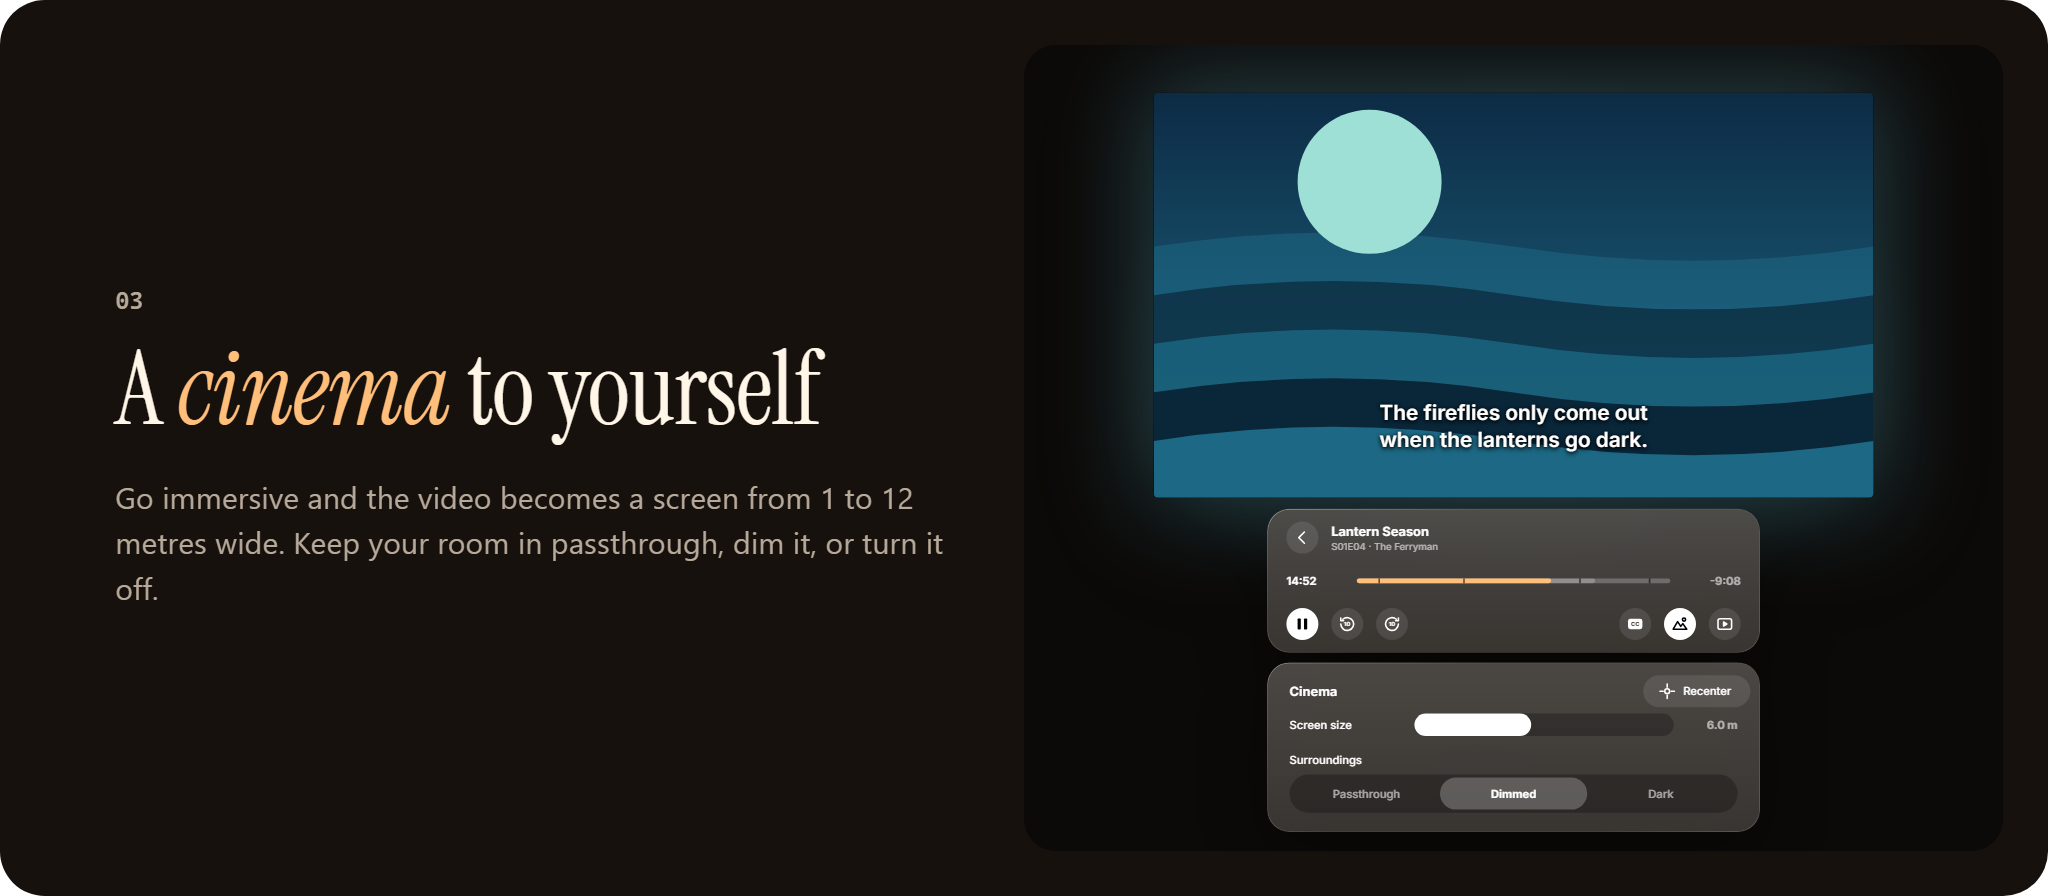 03
A cinema to yourself
Go immersive and the video becomes a screen from 1 to 12
metres wide. Keep your room in passthrough, dim it, or turn it
off.
The fireflies only come out
when the lanterns go dark.
Lantern Season
S01E04 · The Ferryman
14:52
-9:08
10
10
CC
Cinema
Recenter
Screen size
6.0 m
Surroundings
Passthrough
Dimmed
Dark